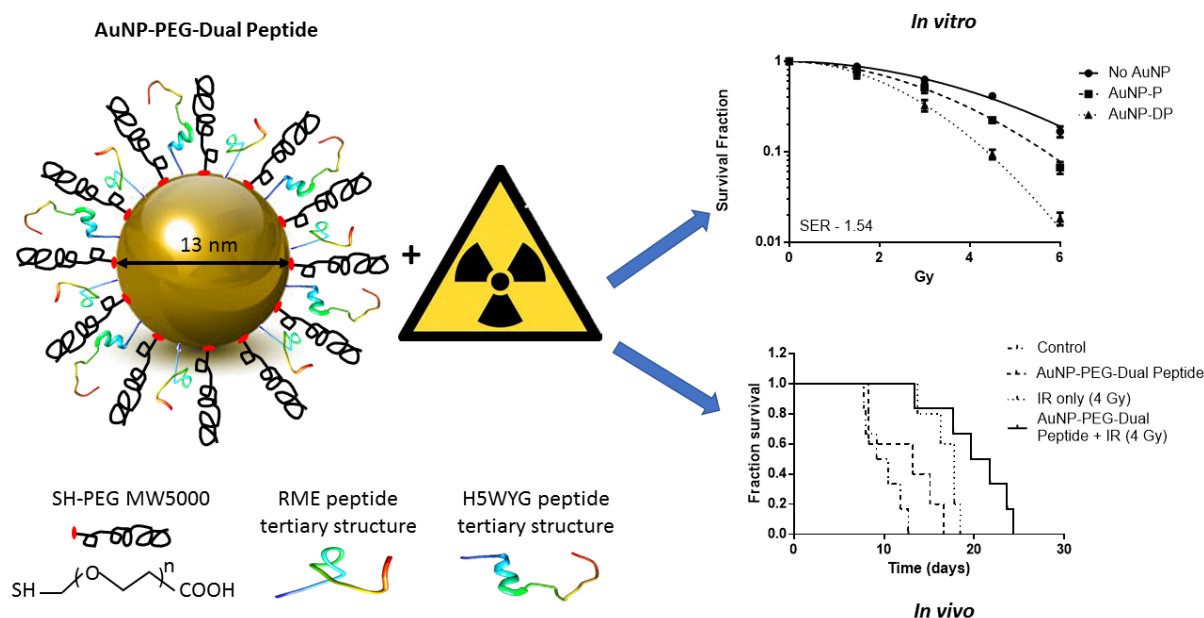 AuNP-PEG-Dual Peptide
13 nm
+
SH-PEG MW5000
SH
O
n
COOH
RME peptide
tertiary structure
H5WYG peptide
tertiary structure
In vitro
Survival Fraction
1
0.1
0.01
SER - 1.54
0 2 4 6
Gy
No AuNP
AuNP-P
AuNP-DP
Fraction survival
1.2
1.0
0.8
0.6
0.4
0.2
0.0
0 10 20 30
Time (days)
Control
AuNP-PEG-Dual Peptide
IR only (4 Gy)
AuNP-PEG-Dual
Peptide + IR (4 Gy)
In vivo